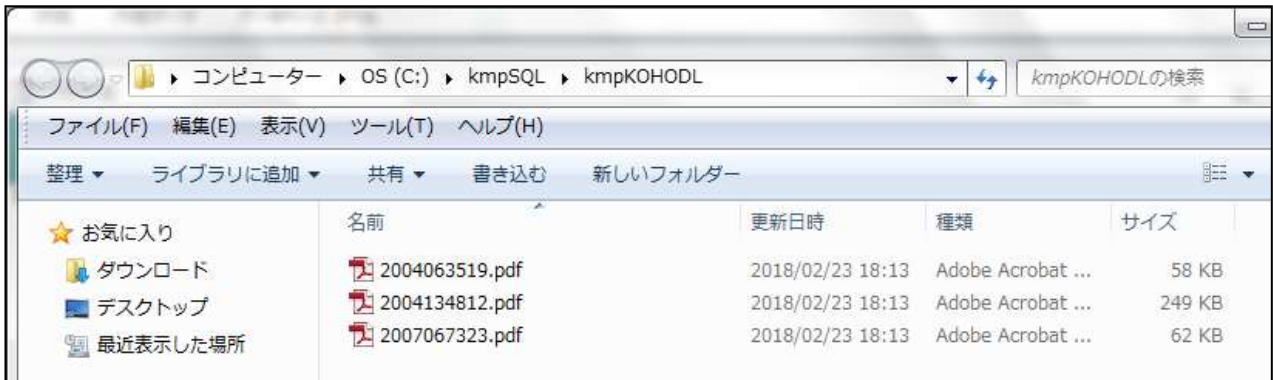 コンピューター ▸ OS (C:) ▸ kmpSQL ▸ kmpKOHODL kmpKOHODLの検索
ファイル(F) 編集(E) 表示(V) ツール(T) ヘルプ(H)
整理 ライブラリに追加 共有 書き込む 新しいフォルダー
お気に入り
ダウンロード
デスクトップ
最近表示した場所
名前 更新日時 種類 サイズ
2004063519.pdf 2018/02/23 18:13 Adobe Acrobat ... 58 KB
2004134812.pdf 2018/02/23 18:13 Adobe Acrobat ... 249 KB
2007067323.pdf 2018/02/23 18:13 Adobe Acrobat ... 62 KB